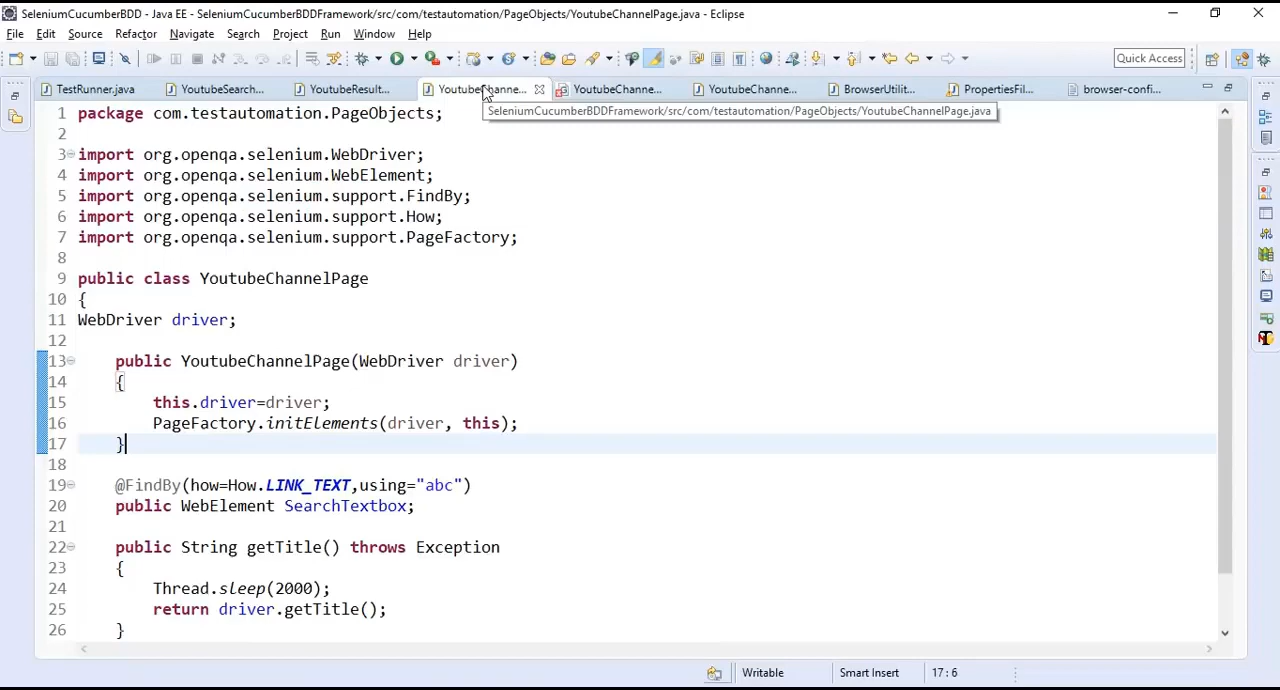 SeleniumCucumberBDD - Java EE - SeleniumCucumberBDDFramework/src/com/testautomation/PageObjects/YoutubeChannelPage.java - Eclipse
File Edit Source Refactor Navigate Search Project Run Window Help
Quick Access
TestRunner.java YoutubeSearch... YoutubeResult... YoutubeChanne... YoutubeChanne... YoutubeChanne... BrowserUtilit... PropertiesFil... browser-confi...
SeleniumCucumberBDDFramework/src/com/testautomation/PageObjects/YoutubeChannelPage.java
1 package com.testautomation.PageObjects;
2
3 import org.openqa.selenium.WebDriver;
4 import org.openqa.selenium.WebElement;
5 import org.openqa.selenium.support.FindBy;
6 import org.openqa.selenium.support.How;
7 import org.openqa.selenium.support.PageFactory;
8
9 public class YoutubeChannelPage
10 {
11 WebDriver driver;
12
13 public YoutubeChannelPage(WebDriver driver)
14 {
15 this.driver=driver;
16 PageFactory.initElements(driver, this);
17 }
18
19 @FindBy(how=How.LINK_TEXT,using="abc")
20 public WebElement SearchTextbox;
21
22 public String getTitle() throws Exception
23 {
24 Thread.sleep(2000);
25 return driver.getTitle();
26 }
Writable Smart Insert 17 : 6